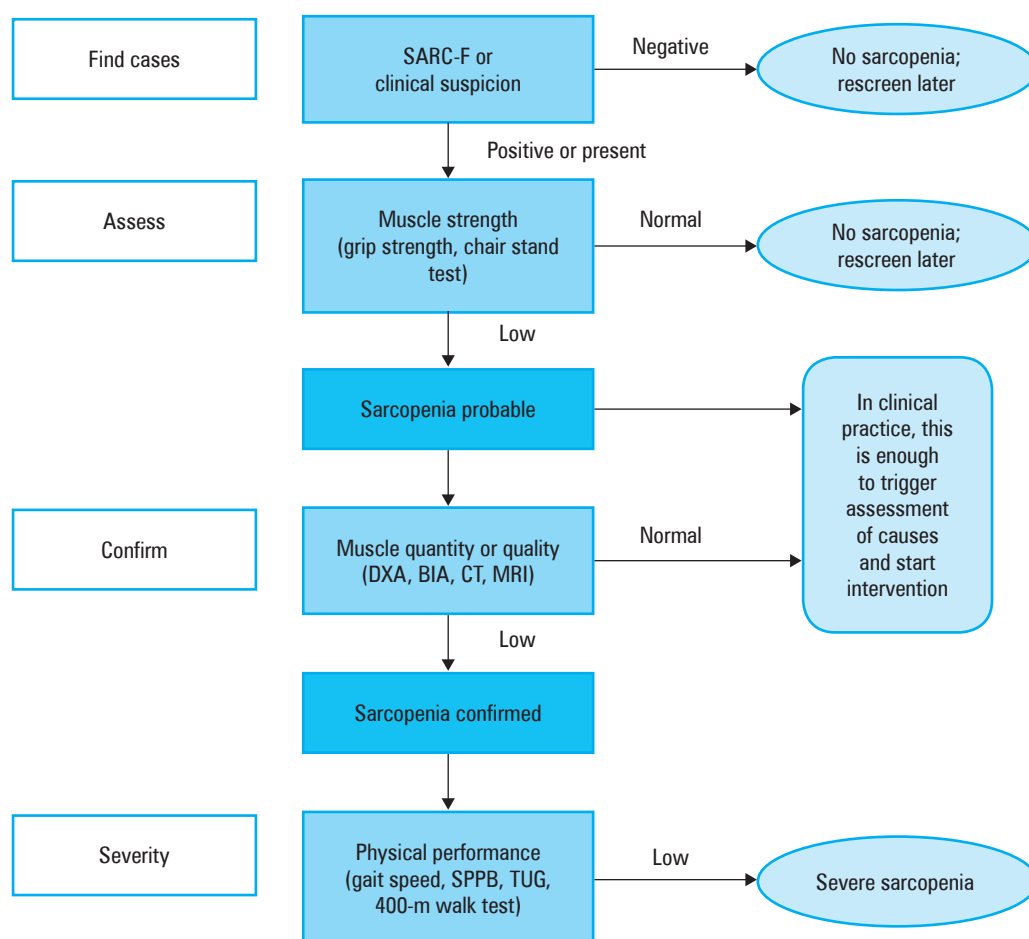 Find cases
SARC-F or
clinical suspicion
Negative
No sarcopenia;
rescreen later
Positive or present
Assess
Muscle strength
(grip strength, chair stand
test)
Normal
No sarcopenia;
rescreen later
Low
Sarcopenia probable
In clinical
practice, this
is enough
to trigger
assessment
of causes
and start
intervention
Confirm
Muscle quantity or quality
(DXA, BIA, CT, MRI)
Normal
Low
Sarcopenia confirmed
Severity
Physical performance
(gait speed, SPPB, TUG,
400-m walk test)
Low
Severe sarcopenia